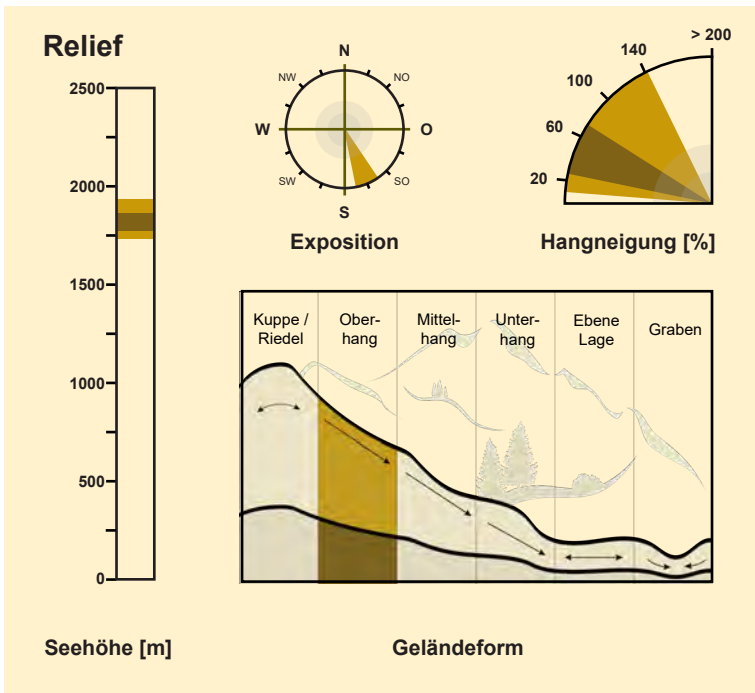 Relief
2500
2000
1500
1000
500
0
Seehöhe [m]
N
NW
NO
W
O
SW
SO
S
Exposition
> 200
140
100
60
20
Hangneigung [%]
Kuppe /
Riedel
Ober-
hang
Mittel-
hang
Unter-
hang
Ebene
Lage
Graben
Geländeform